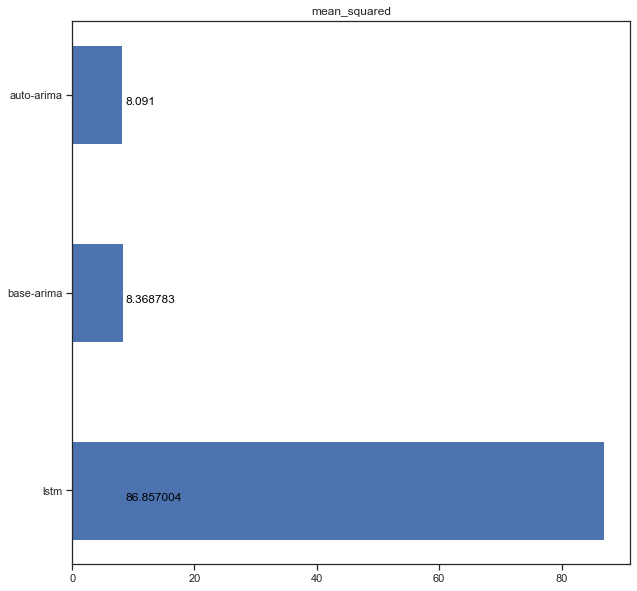 mean_squared
auto-arima
8.091
base-arima
8.368783
lstm
86.857004
0 20 40 60 80